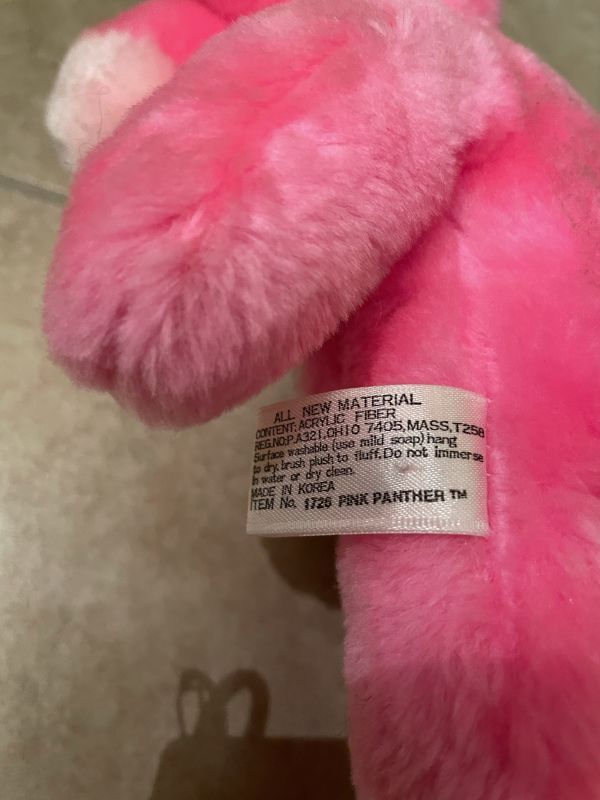 ALL NEW MATERIAL
CONTENT: ACRYLIC FIBER
REG.NO:P.A321,OHIO 7405,MASS,T258
Surface washable (use mild soap) hang
to dry, brush plush to fluff. Do not immerse
in water or dry clean.
MADE IN KOREA
ITEM No. 1726 PINK PANTHER TM